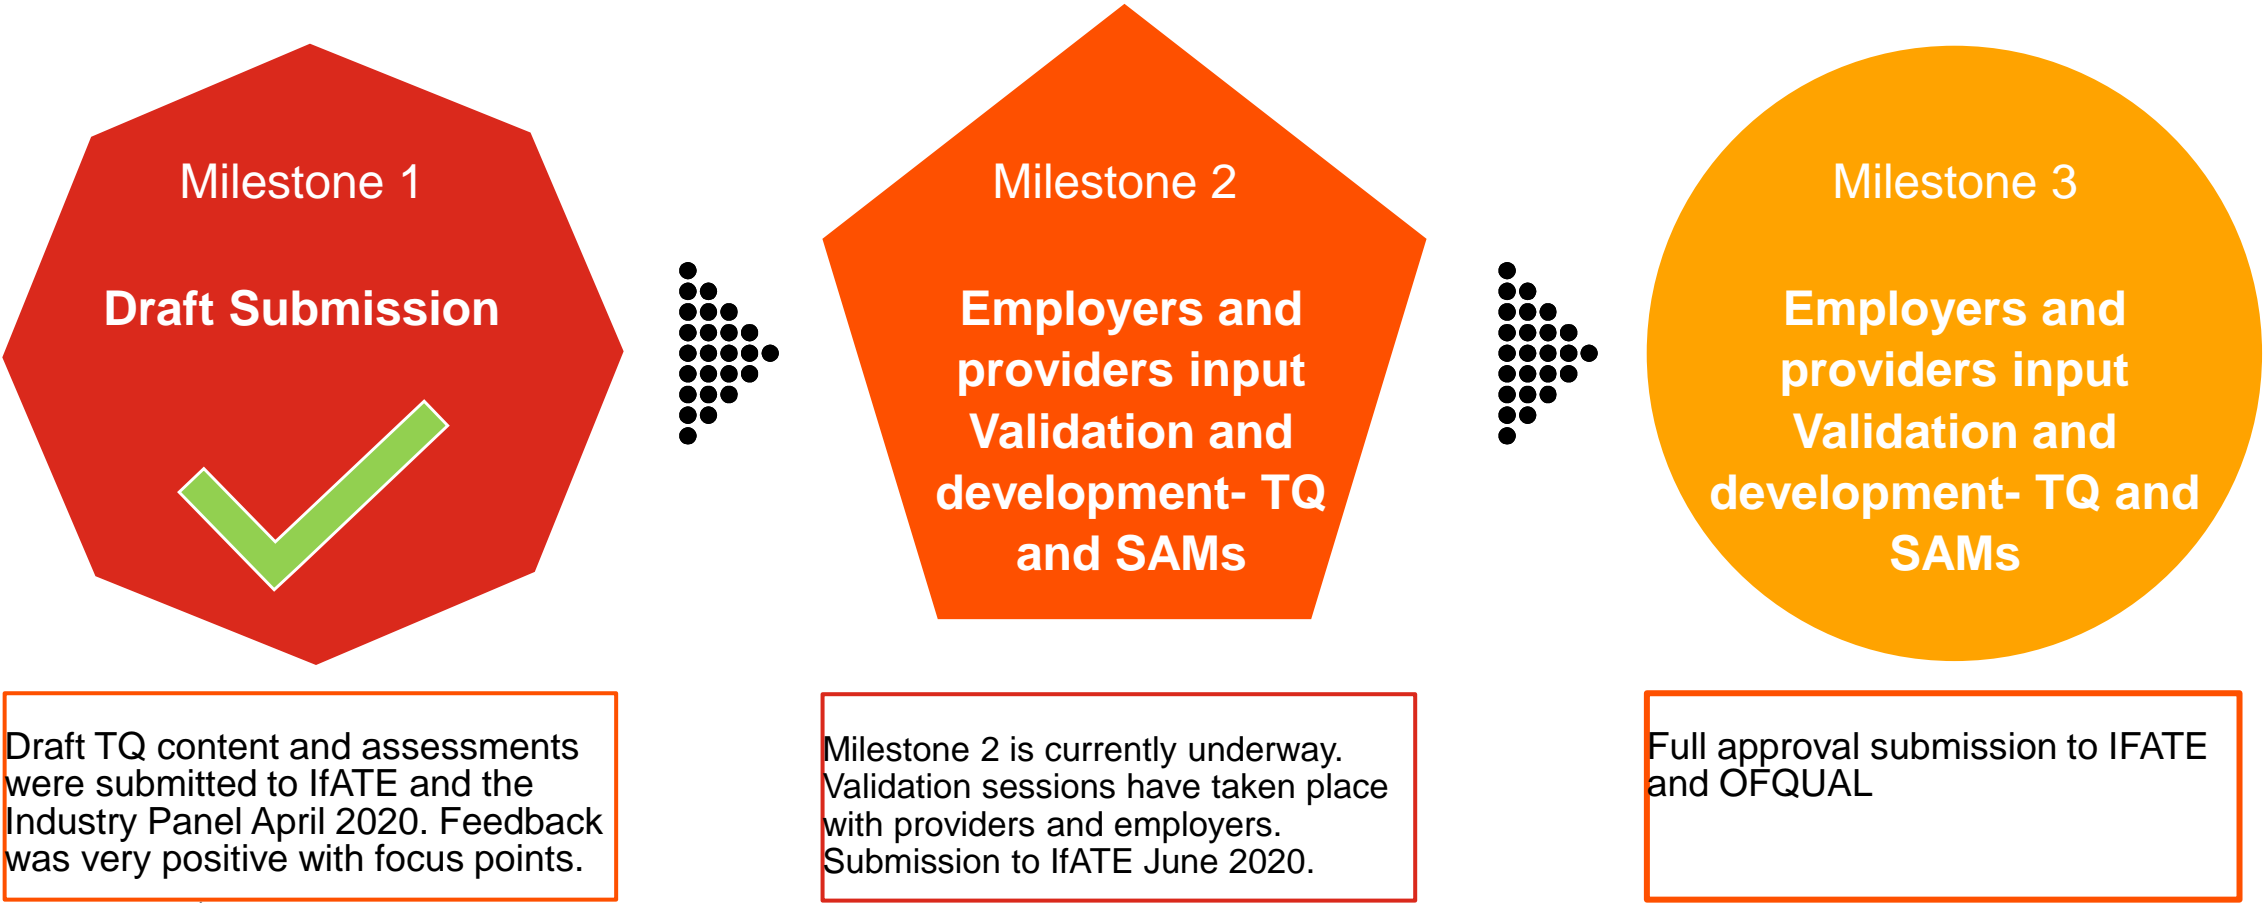 Milestone 1
Draft Submission
Draft TQ content and assessments
were submitted to IfATE and the
Industry Panel April 2020. Feedback
was very positive with focus points.
Milestone 2
Employers and
providers input
Validation and
development- TQ
and SAMs
Milestone 2 is currently underway.
Validation sessions have taken place
with providers and employers.
Submission to IfATE June 2020.
Milestone 3
Employers and
providers input
Validation and
development- TQ and
SAMs
Full approval submission to IFATE
and OFQUAL